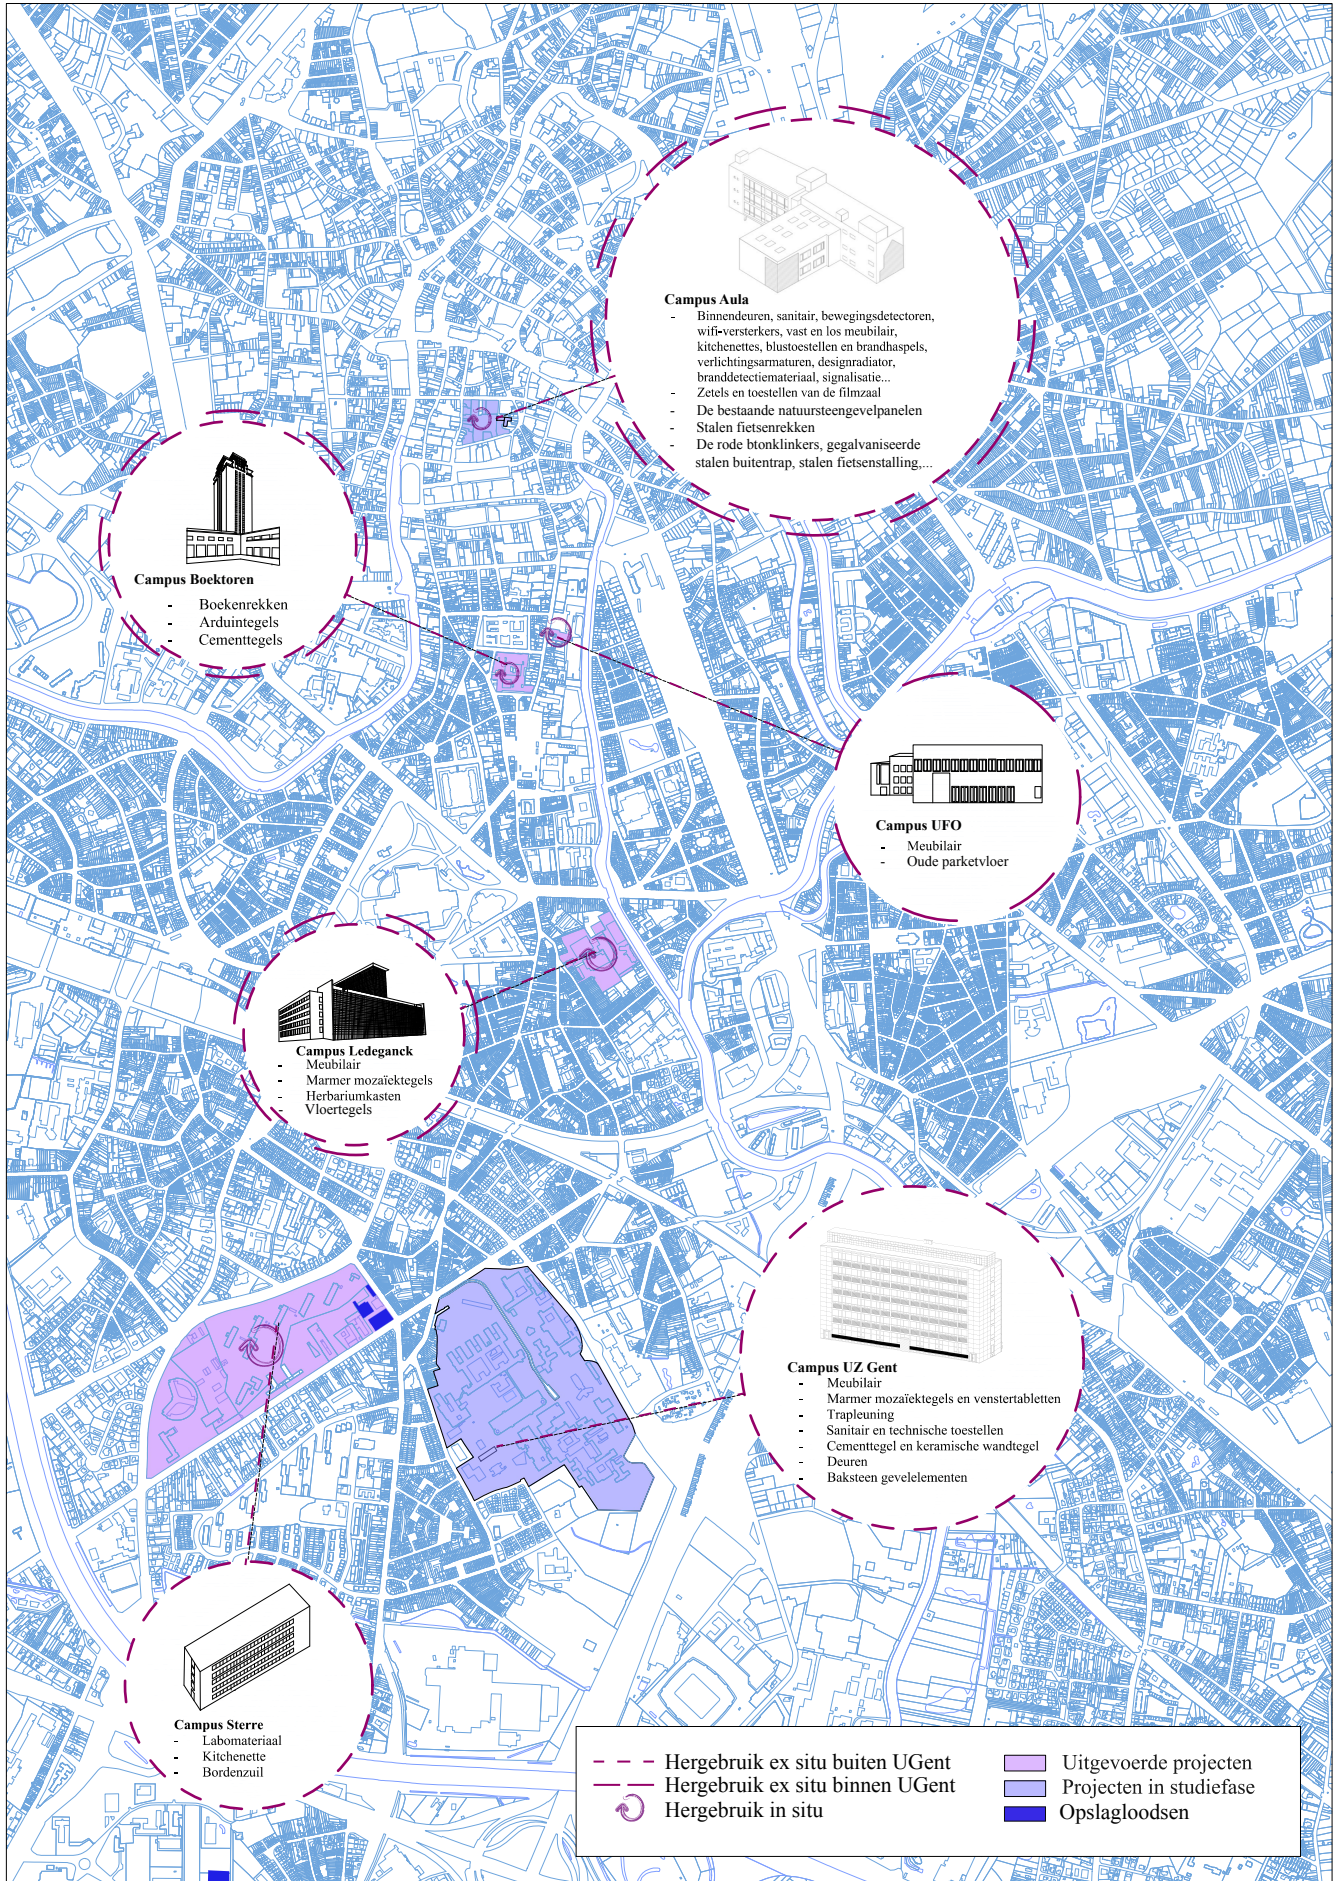 Campus Aula
- Binnendeuren, sanitair, bewegingsdetectoren,
wifi-versterkers, vast en los meubilair,
kitchenettes, blustoestellen en brandhaspels,
verlichtingsarmaturen, designradiator,
branddetectiemateriaal, signalisatie...
- Zetels en toestellen van de filmzaal
- De bestaande natuursteengevelpanelen
- Stalen fietsenrekken
- De rode btonklinkers, gegalvaniseerde
stalen buitentrap, stalen fietsenstalling,...
Campus Boektoren
- Boekenrekken
- Arduintegels
- Cementtegels
Campus UFO
- Meubilair
- Oude parketvloer
Campus Ledeganck
- Meubilair
- Marmer mozaïektegels
- Herbariumkasten
- Vloertegels
Campus UZ Gent
- Meubilair
- Marmer mozaïektegels en venstertabletten
- Trapleuning
- Sanitair en technische toestellen
- Cementtegel en keramische wandtegel
- Deuren
- Baksteen gevelelementen
Campus Sterre
- Labomateriaal
- Kitchenette
- Bordenzuil
Hergebruik ex situ buiten UGent
Hergebruik ex situ binnen UGent
Hergebruik in situ
Uitgevoerde projecten
Projecten in studiefase
Opslagloodsen